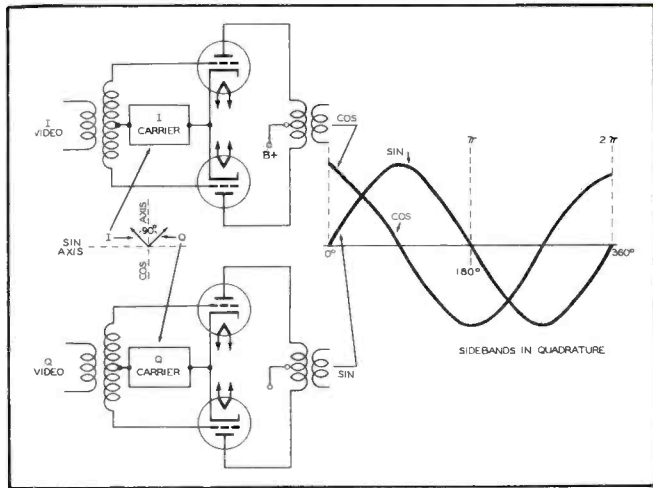 I
VIDEO
I
CARRIER
B+
COS
SIN
COS
π
2 π
0°
180°
360°
SIDEBANDS IN QUADRATURE
SIN
AXIS
I
90°
AXIS
Q
COS
Q
VIDEO
Q
CARRIER
SIN